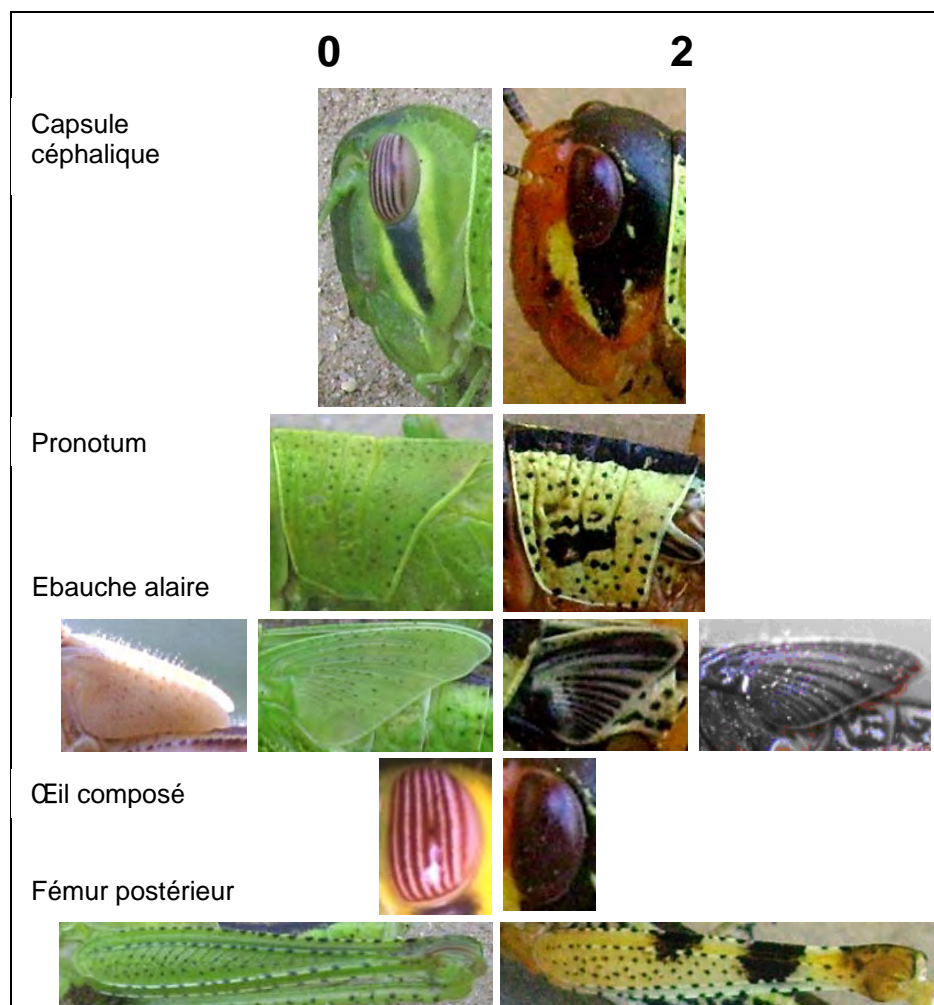 0 2
Capsule
céphalique
Pronotum
Ebauche alaire
Œil composé
Fémur postérieur